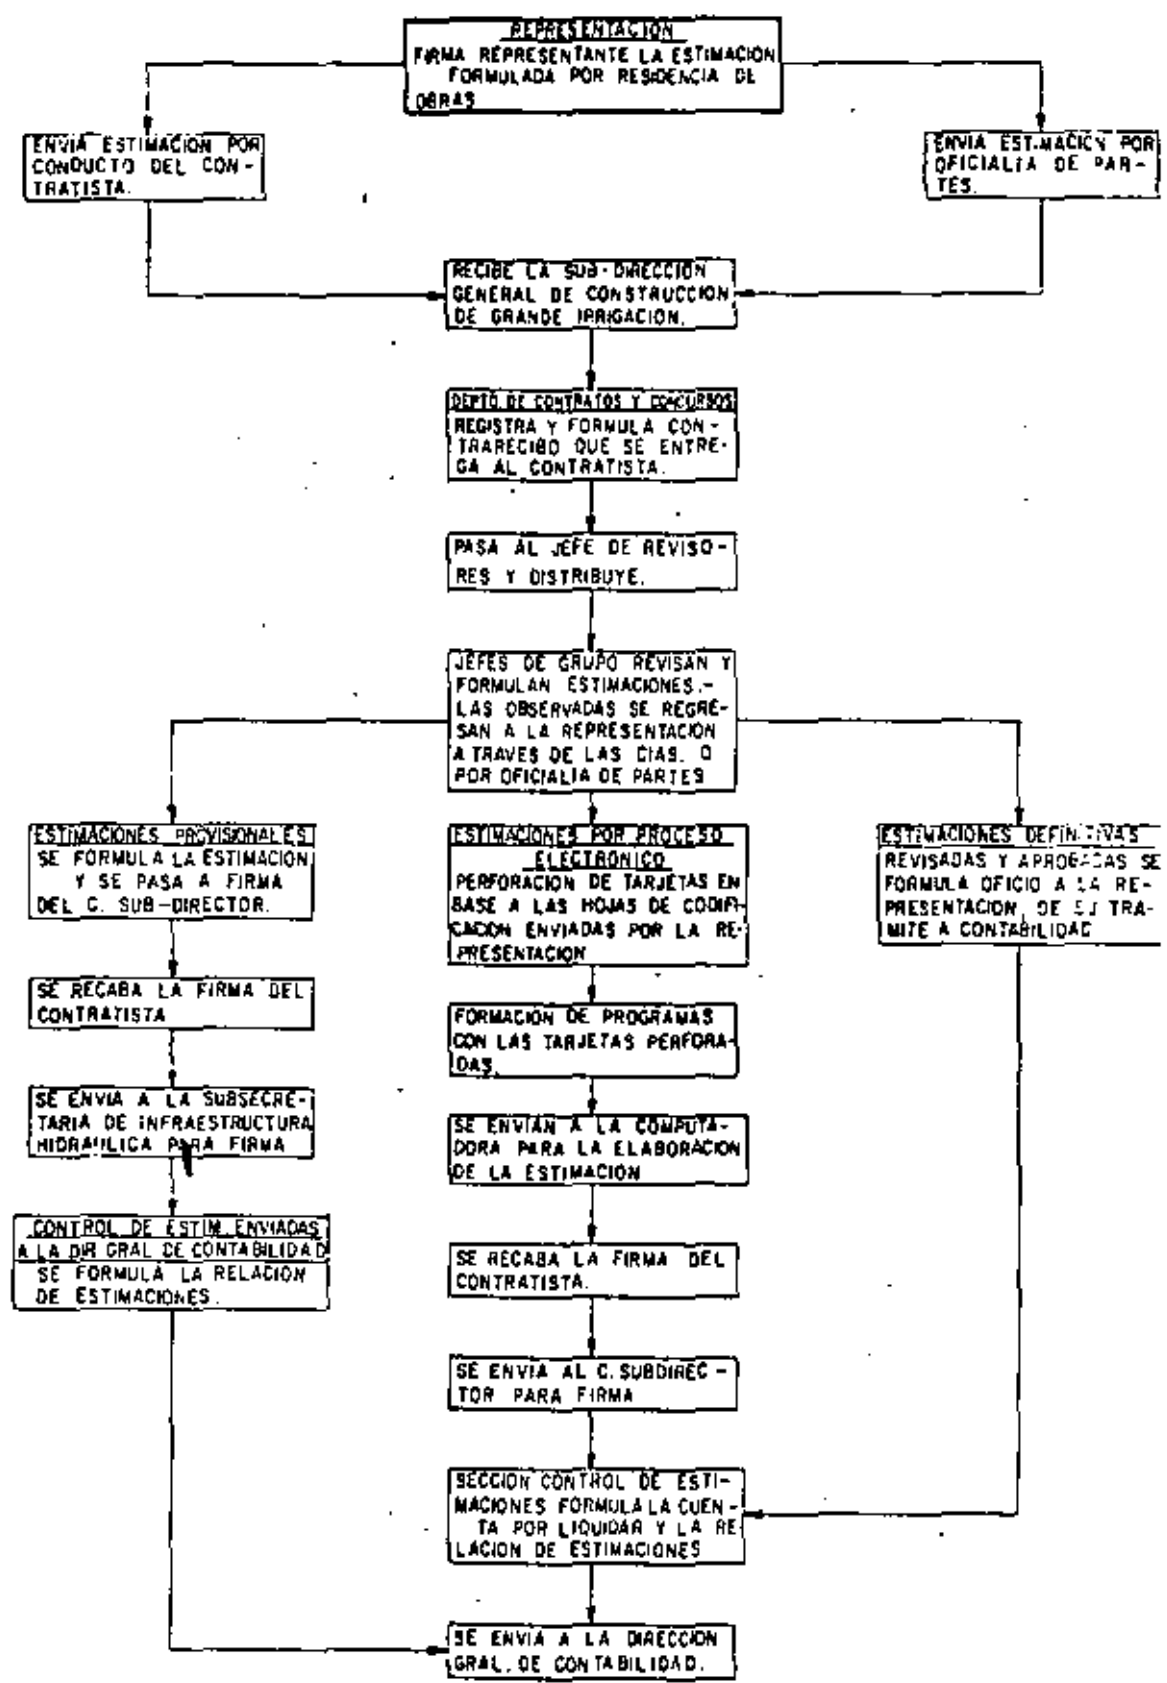 REPRESENTACION
FIRMA REPRESENTANTE LA ESTIMACION
FORMULADA POR RESIDENCIA DE
OBRAS
ENVIA ESTIMACION POR
CONDUCTO DEL CON-
TRATISTA.
ENVIA ESTIMACION POR
OFICIALIA DE PAR-
TES.
RECIBE LA SUB-DIRECCION
GENERAL DE CONSTRUCCION
DE GRANDE IRRIGACION.
DEPTO. DE CONTRATOS Y CONCURSOS
REGISTRA Y FORMULA CON-
TRARECIBO QUE SE ENTRE-
GA AL CONTRATISTA.
PASA AL JEFE DE REVISO-
RES Y DISTRIBUYE.
JEFES DE GRUPO REVISAN Y
FORMULAN ESTIMACIONES.-
LAS OBSERVADAS SE REGRE-
SAN A LA REPRESENTACION
A TRAVES DE LAS CIAS. O
POR OFICIALIA DE PARTES
ESTIMACIONES PROVISIONALES
SE FORMULA LA ESTIMACION
Y SE PASA A FIRMA
DEL C. SUB-DIRECTOR.
SE RECABA LA FIRMA DEL
CONTRATISTA
SE ENVIA A LA SUBSECRE-
TARIA DE INFRAESTRUCTURA
HIDRAULICA PARA FIRMA
CONTROL DE ESTIM. ENVIADAS
A LA DIR GRAL DE CONTABILIDAD
SE FORMULA LA RELACION
DE ESTIMACIONES.
ESTIMACIONES POR PROCESO
ELECTRONICO
PERFORACION DE TARJETAS EN
BASE A LAS HOJAS DE CODIFI-
CACION ENVIADAS POR LA RE-
PRESENTACION
FORMACION DE PROGRAMAS
CON LAS TARJETAS PERFORA-
DAS.
SE ENVIAN A LA COMPUTA-
DORA PARA LA ELABORACION
DE LA ESTIMACION
SE RECABA LA FIRMA DEL
CONTRATISTA.
SE ENVIA AL C. SUBDIREC-
TOR PARA FIRMA
ESTIMACIONES DEFINITIVAS
REVISADAS Y APROBADAS SE
FORMULA OFICIO A LA RE-
PRESENTACION, DE SU TRA-
MITE A CONTABILIDAD
SECCION CONTROL DE ESTI-
MACIONES FORMULA LA CUEN-
TA POR LIQUIDAR Y LA RE-
LACION DE ESTIMACIONES
SE ENVIA A LA DIRECCION
GRAL. DE CONTABILIDAD.